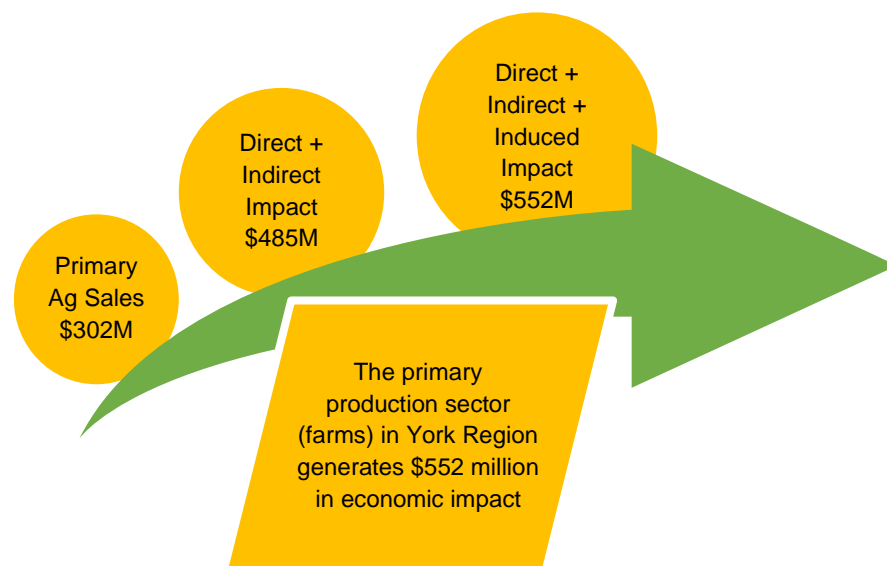 Primary
Ag Sales
$302M
Direct +
Indirect
Impact
$485M
Direct +
Indirect +
Induced
Impact
$552M
The primary
production sector
(farms) in York Region
generates $552 million
in economic impact